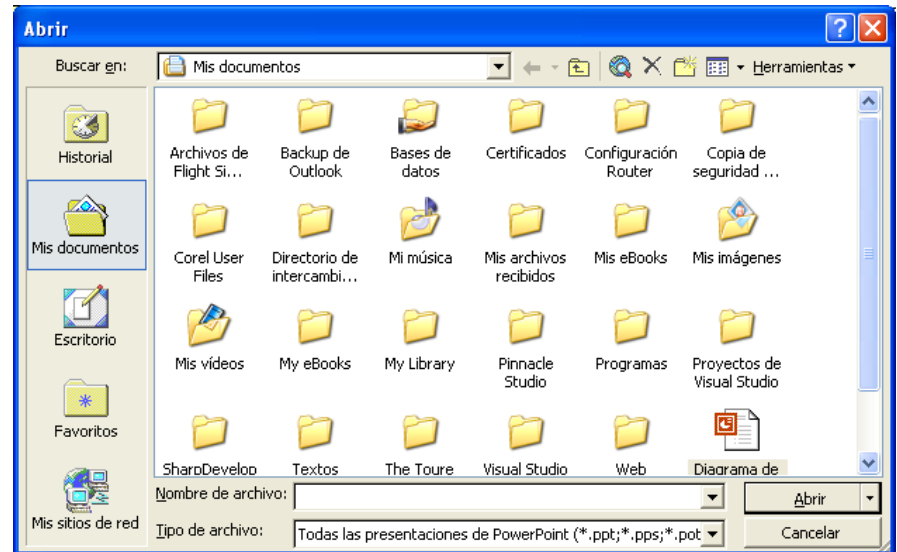 Abrir
Buscar en:
Mis documentos
Herramientas
Historial
Mis documentos
Escritorio
Favoritos
Mis sitios de red
Archivos de
Flight Si...
Backup de
Outlook
Bases de
datos
Certificados
Configuración
Router
Copia de
seguridad ...
Corel User
Files
Directorio de
intercambi...
Mi música
Mis archivos
recibidos
Mis eBooks
Mis imágenes
Mis vídeos
My eBooks
My Library
Pinnacle
Studio
Programas
Proyectos de
Visual Studio
SharpDevelop
Textos
The Toure
Visual Studio
Web
Diagrama de
Nombre de archivo:
Abrir
Tipo de archivo:
Todas las presentaciones de PowerPoint (*.ppt;*.pps;*.pot
Cancelar